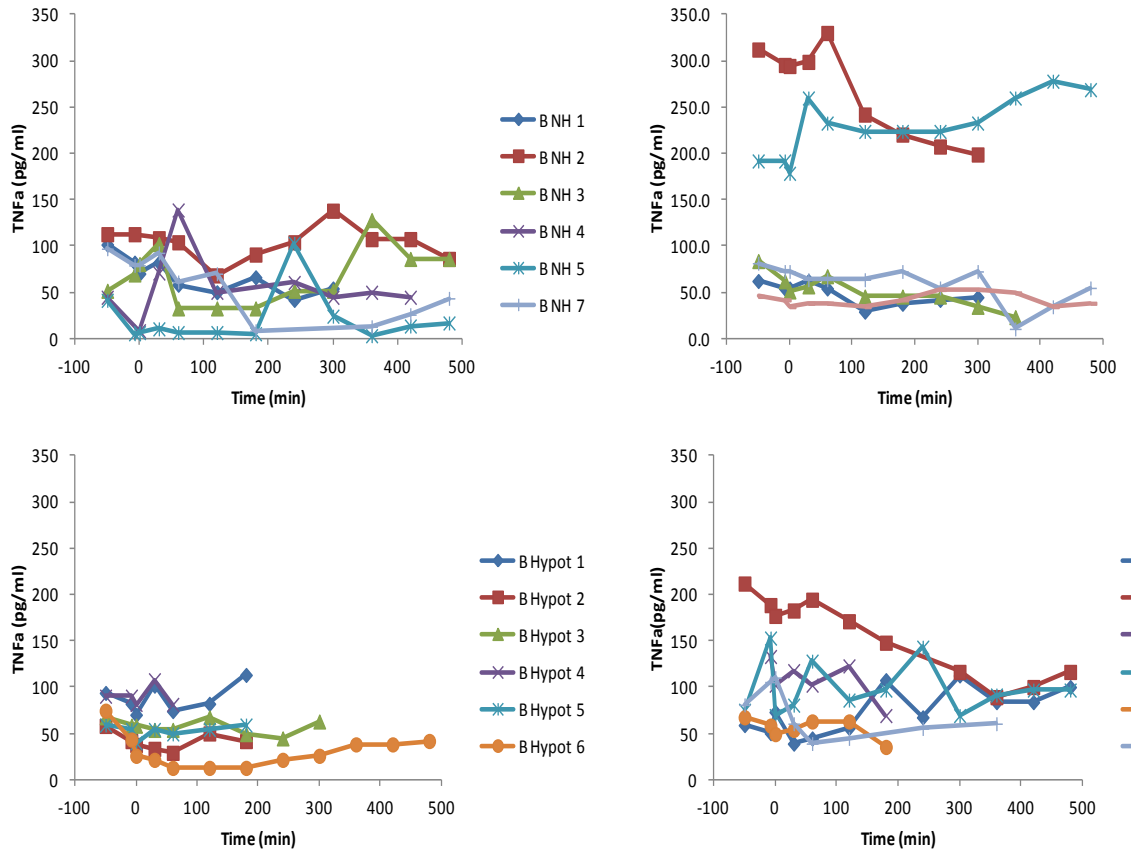 350
300
250
200
150
100
50
0
-100 0 100 200 300 400 500
TNFa (pg/ml)
Time (min)
B NH 1
B NH 2
B NH 3
B NH 4
B NH 5
B NH 7
350.0
300.0
250.0
200.0
150.0
100.0
50.0
0
-100 0 100 200 300 400 500
TNFa (pg/ml)
Time (min)
350
300
250
200
150
100
50
0
-100 0 100 200 300 400 500
TNFa (pg/ml)
Time (min)
B Hypot 1
B Hypot 2
B Hypot 3
B Hypot 4
B Hypot 5
B Hypot 6
350
300
250
200
150
100
50
0
-100 0 100 200 300 400 500
TNFa(pg/ml)
Time (min)